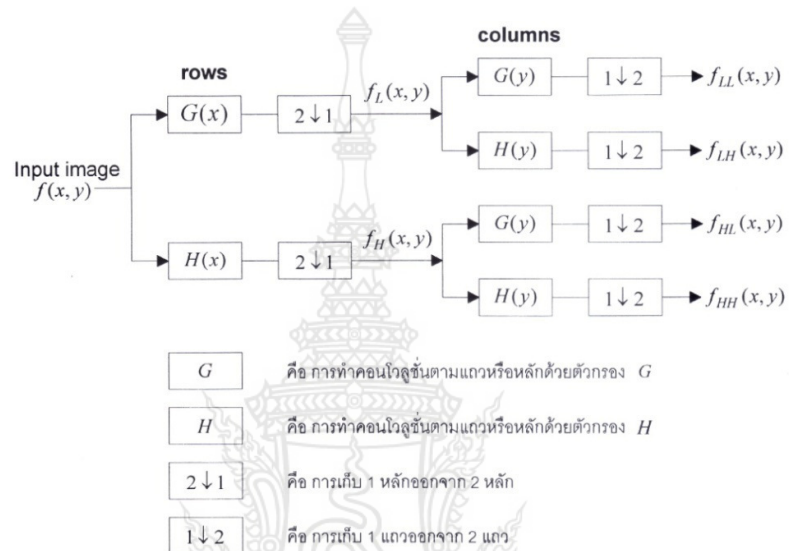 columns
rows
G(x)
2↓1
f_L(x, y)
G(y)
1↓2
f_LL(x, y)
H(y)
1↓2
f_LH(x, y)
Input image
f(x, y)
H(x)
2↓1
f_H(x, y)
G(y)
1↓2
f_HL(x, y)
H(y)
1↓2
f_HH(x, y)
G คือ การทำคอนโวลูชั่นตามแถวหรือหลักด้วยตัวกรอง G
H คือ การทำคอนโวลูชั่นตามแถวหรือหลักด้วยตัวกรอง H
2↓1 คือ การเก็บ 1 หลักออกจาก 2 หลัก
1↓2 คือ การเก็บ 1 แถวออกจาก 2 แถว